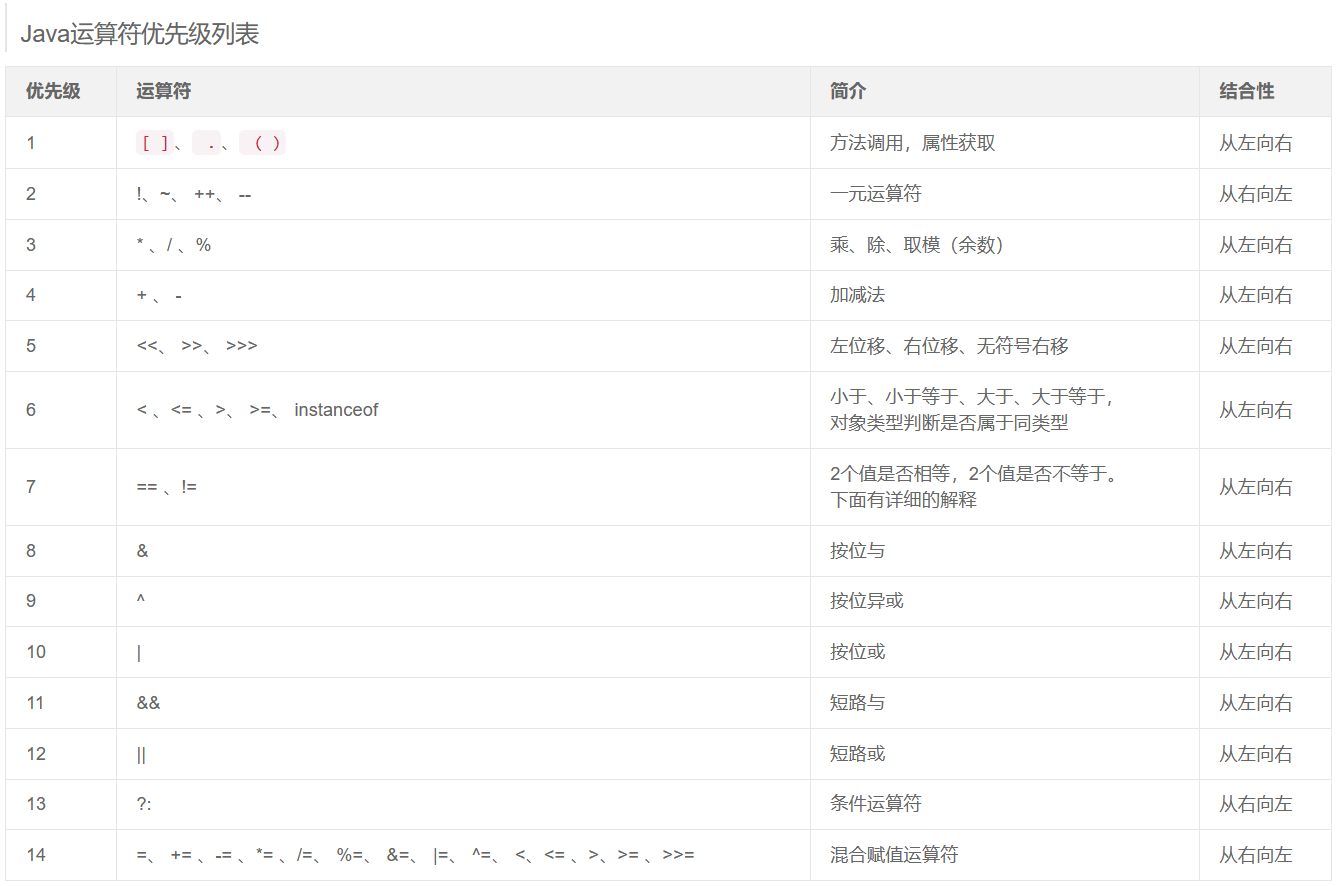 Java运算符优先级列表
优先级 运算符 简介 结合性
1 [ ]、 .、 ( ) 方法调用，属性获取 从左向右
2 !、~、 ++、 -- 一元运算符 从右向左
3 * 、/ 、% 乘、除、取模（余数） 从左向右
4 + 、 - 加减法 从左向右
5 <<、 >>、 >>> 左位移、右位移、无符号右移 从左向右
6 < 、<= 、>、 >=、 instanceof 小于、小于等于、大于、大于等于，
对象类型判断是否属于同类型 从左向右
7 == 、!= 2个值是否相等，2个值是否不等于。
下面有详细的解释 从左向右
8 & 按位与 从左向右
9 ^ 按位异或 从左向右
10 | 按位或 从左向右
11 && 短路与 从左向右
12 || 短路或 从左向右
13 ?: 条件运算符 从右向左
14 =、 += 、-= 、*= 、/=、 %=、 &=、 |=、 ^=、 <、<= 、>、>= 、>>= 混合赋值运算符 从右向左